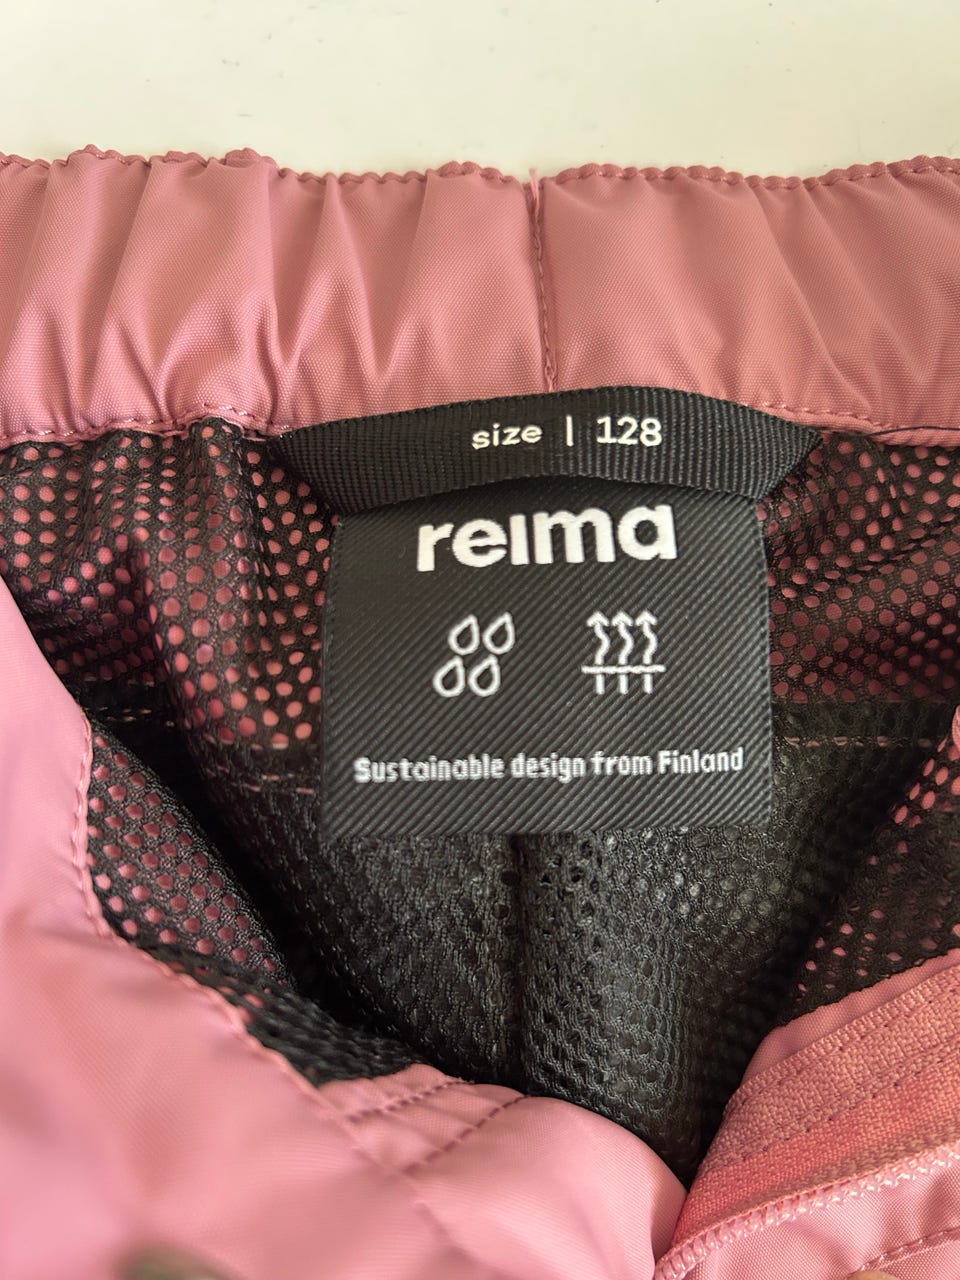 size | 128
reima
Sustainable design from Finland